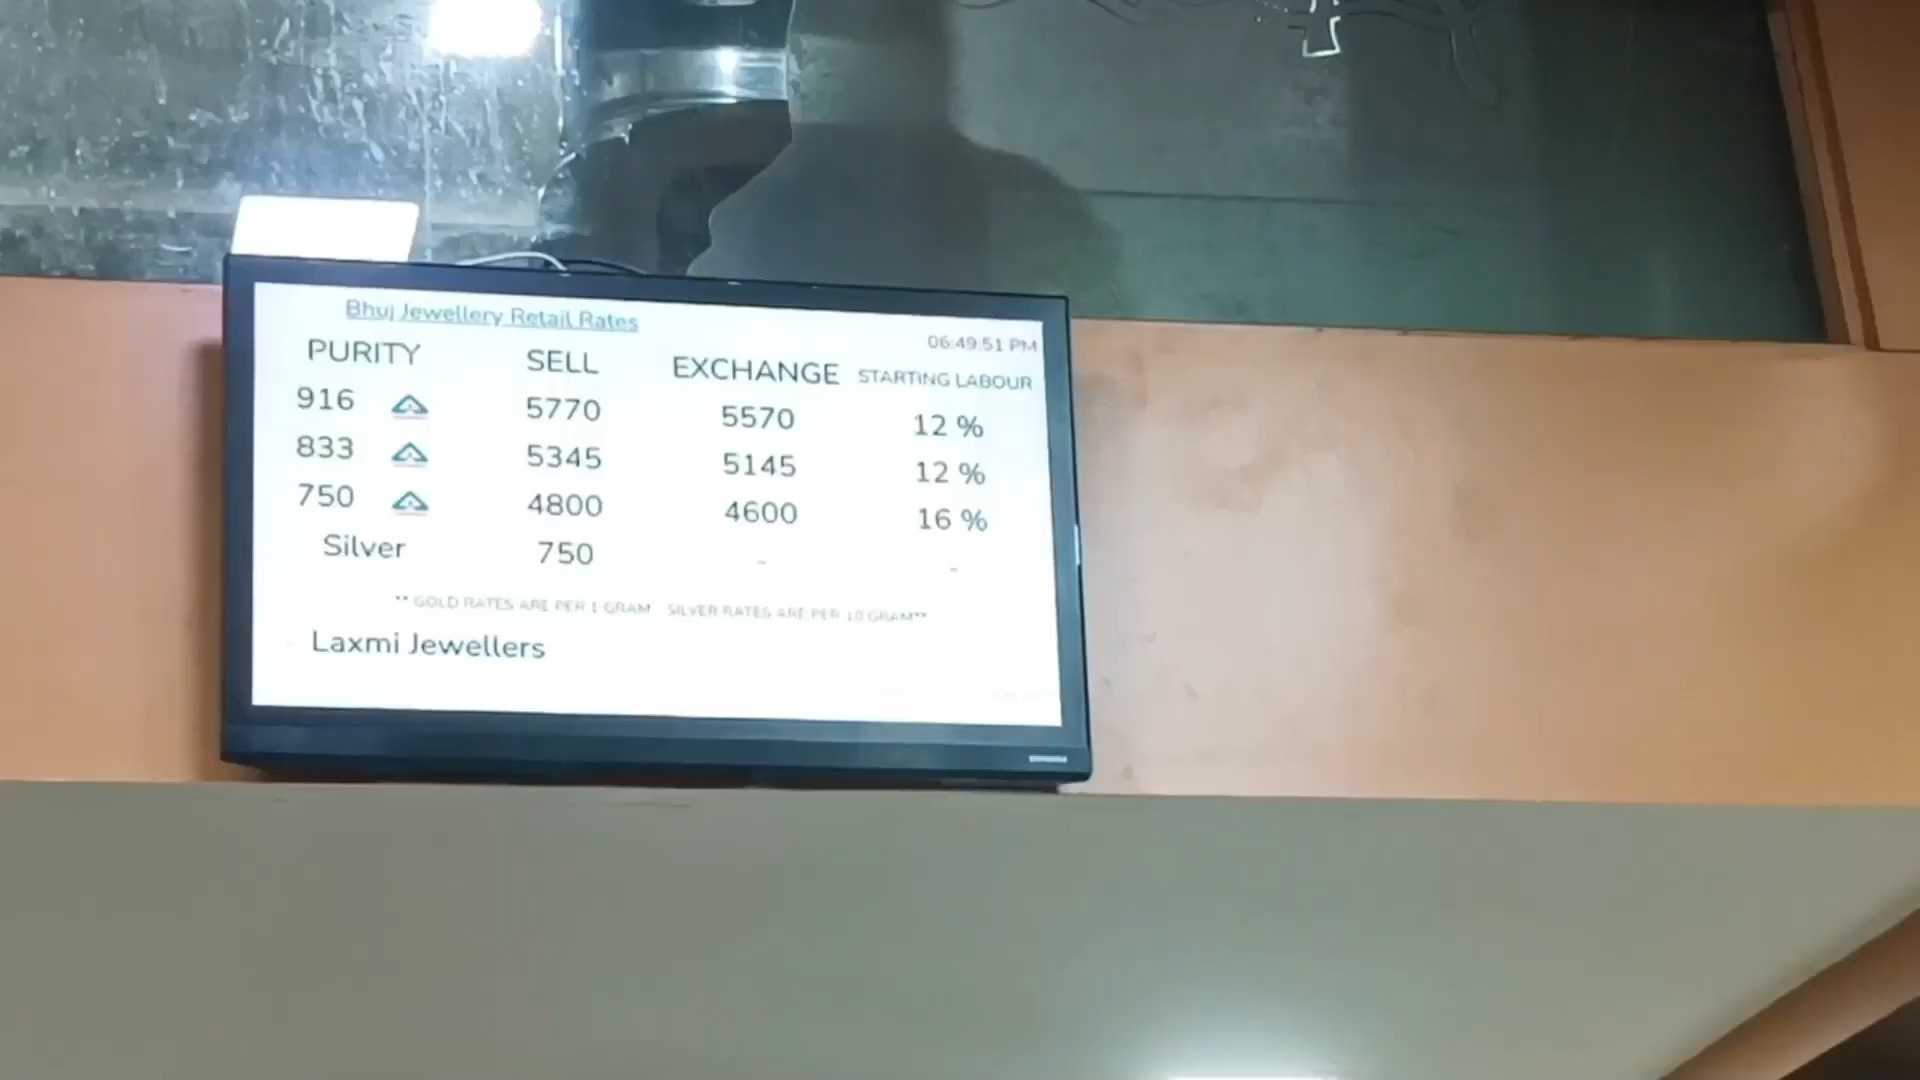 Bhuj Jewellery Retail Rates
06:49:51 PM
PURITY SELL EXCHANGE STARTING LABOUR
916 5770 5570 12 %
833 5345 5145 12 %
750 4800 4600 16 %
Silver 750 - -
** GOLD RATES ARE PER 1 GRAM SILVER RATES ARE PER 10 GRAM**
Laxmi Jewellers